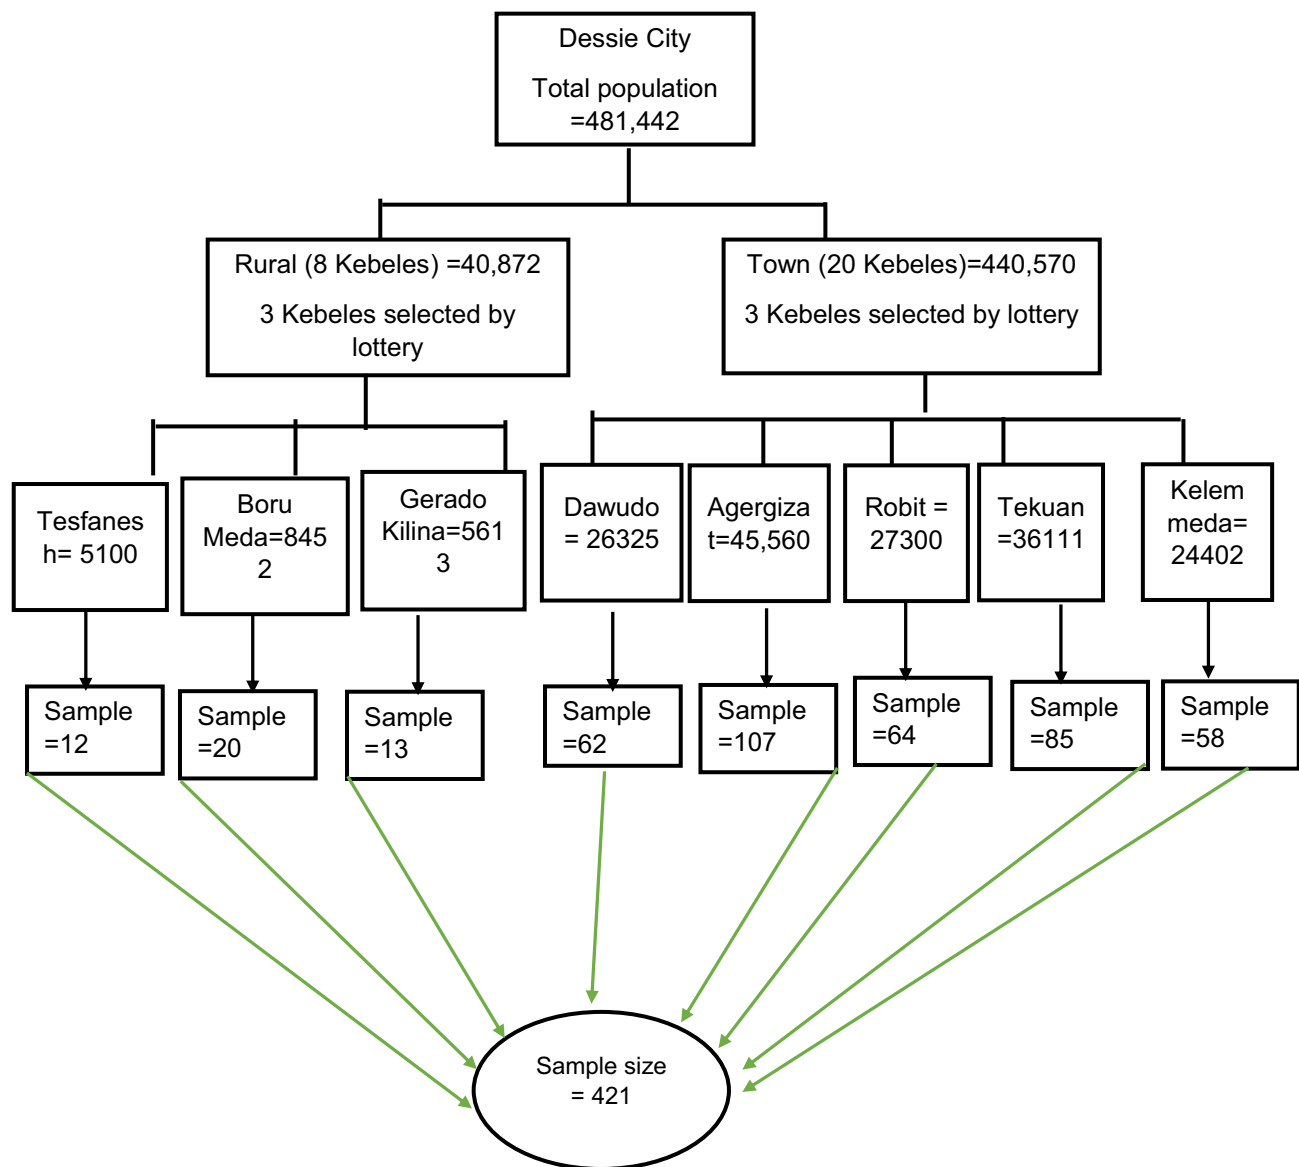 Dessie City
Total population
=481,442
Rural (8 Kebeles) =40,872
3 Kebeles selected by
lottery
Town (20 Kebeles)=440,570
3 Kebeles selected by lottery
Tesfanes
h= 5100
Boru
Meda=845
2
Gerado
Kilina=561
3
Dawudo
= 26325
Agergiza
t=45,560
Robit =
27300
Tekuan
=36111
Kelem
meda=
24402
Sample
=12
Sample
=20
Sample
=13
Sample
=62
Sample
=107
Sample
=64
Sample
=85
Sample
=58
Sample size
= 421